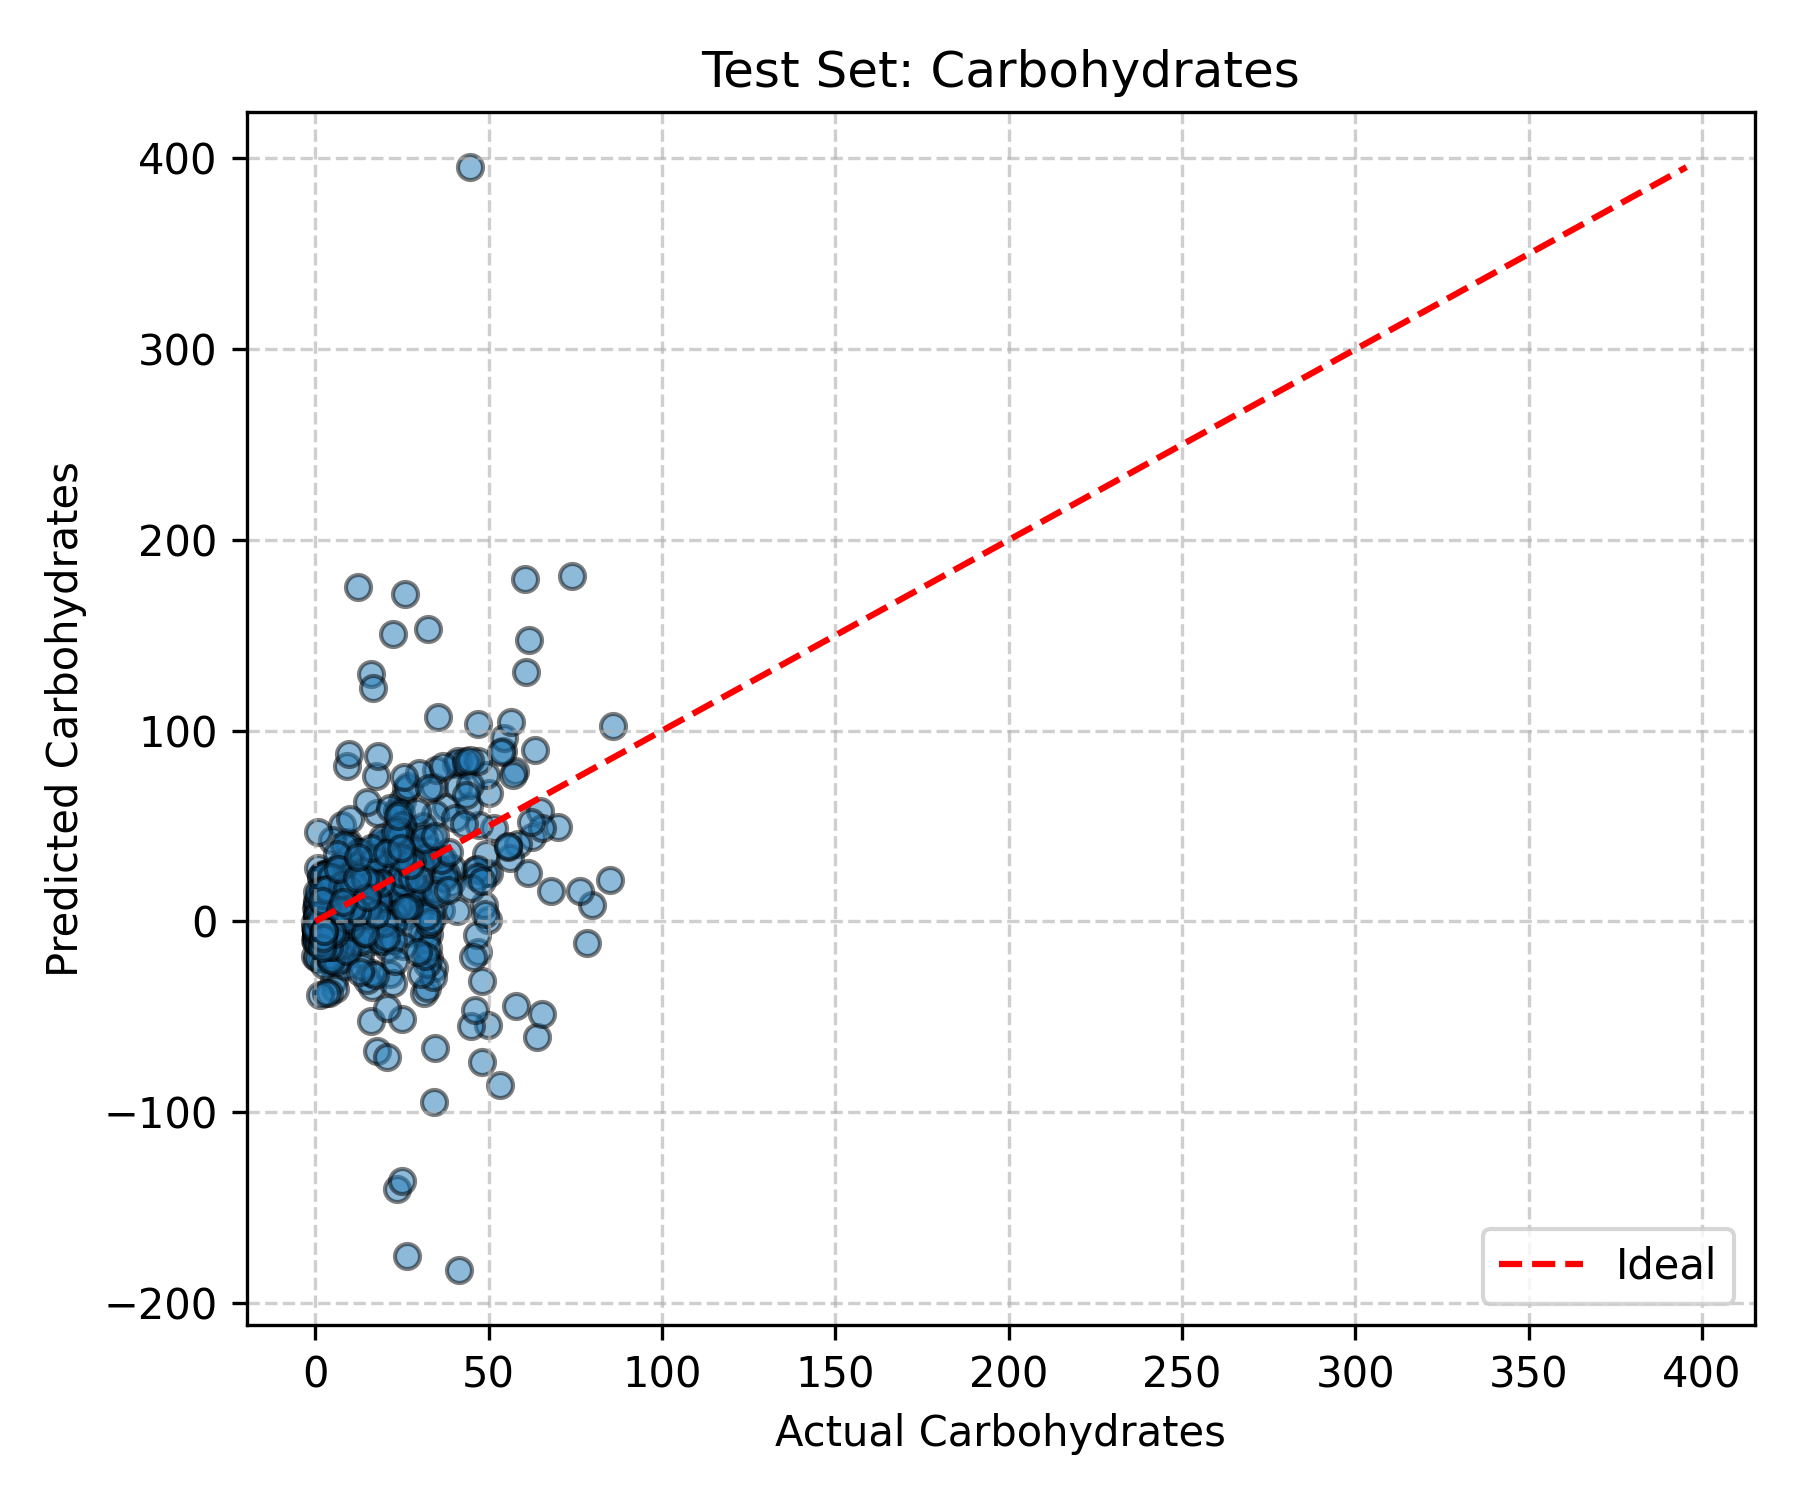 Test Set: Carbohydrates
Predicted Carbohydrates
400
300
200
100
0
−100
−200
Ideal
0 50 100 150 200 250 300 350 400
Actual Carbohydrates